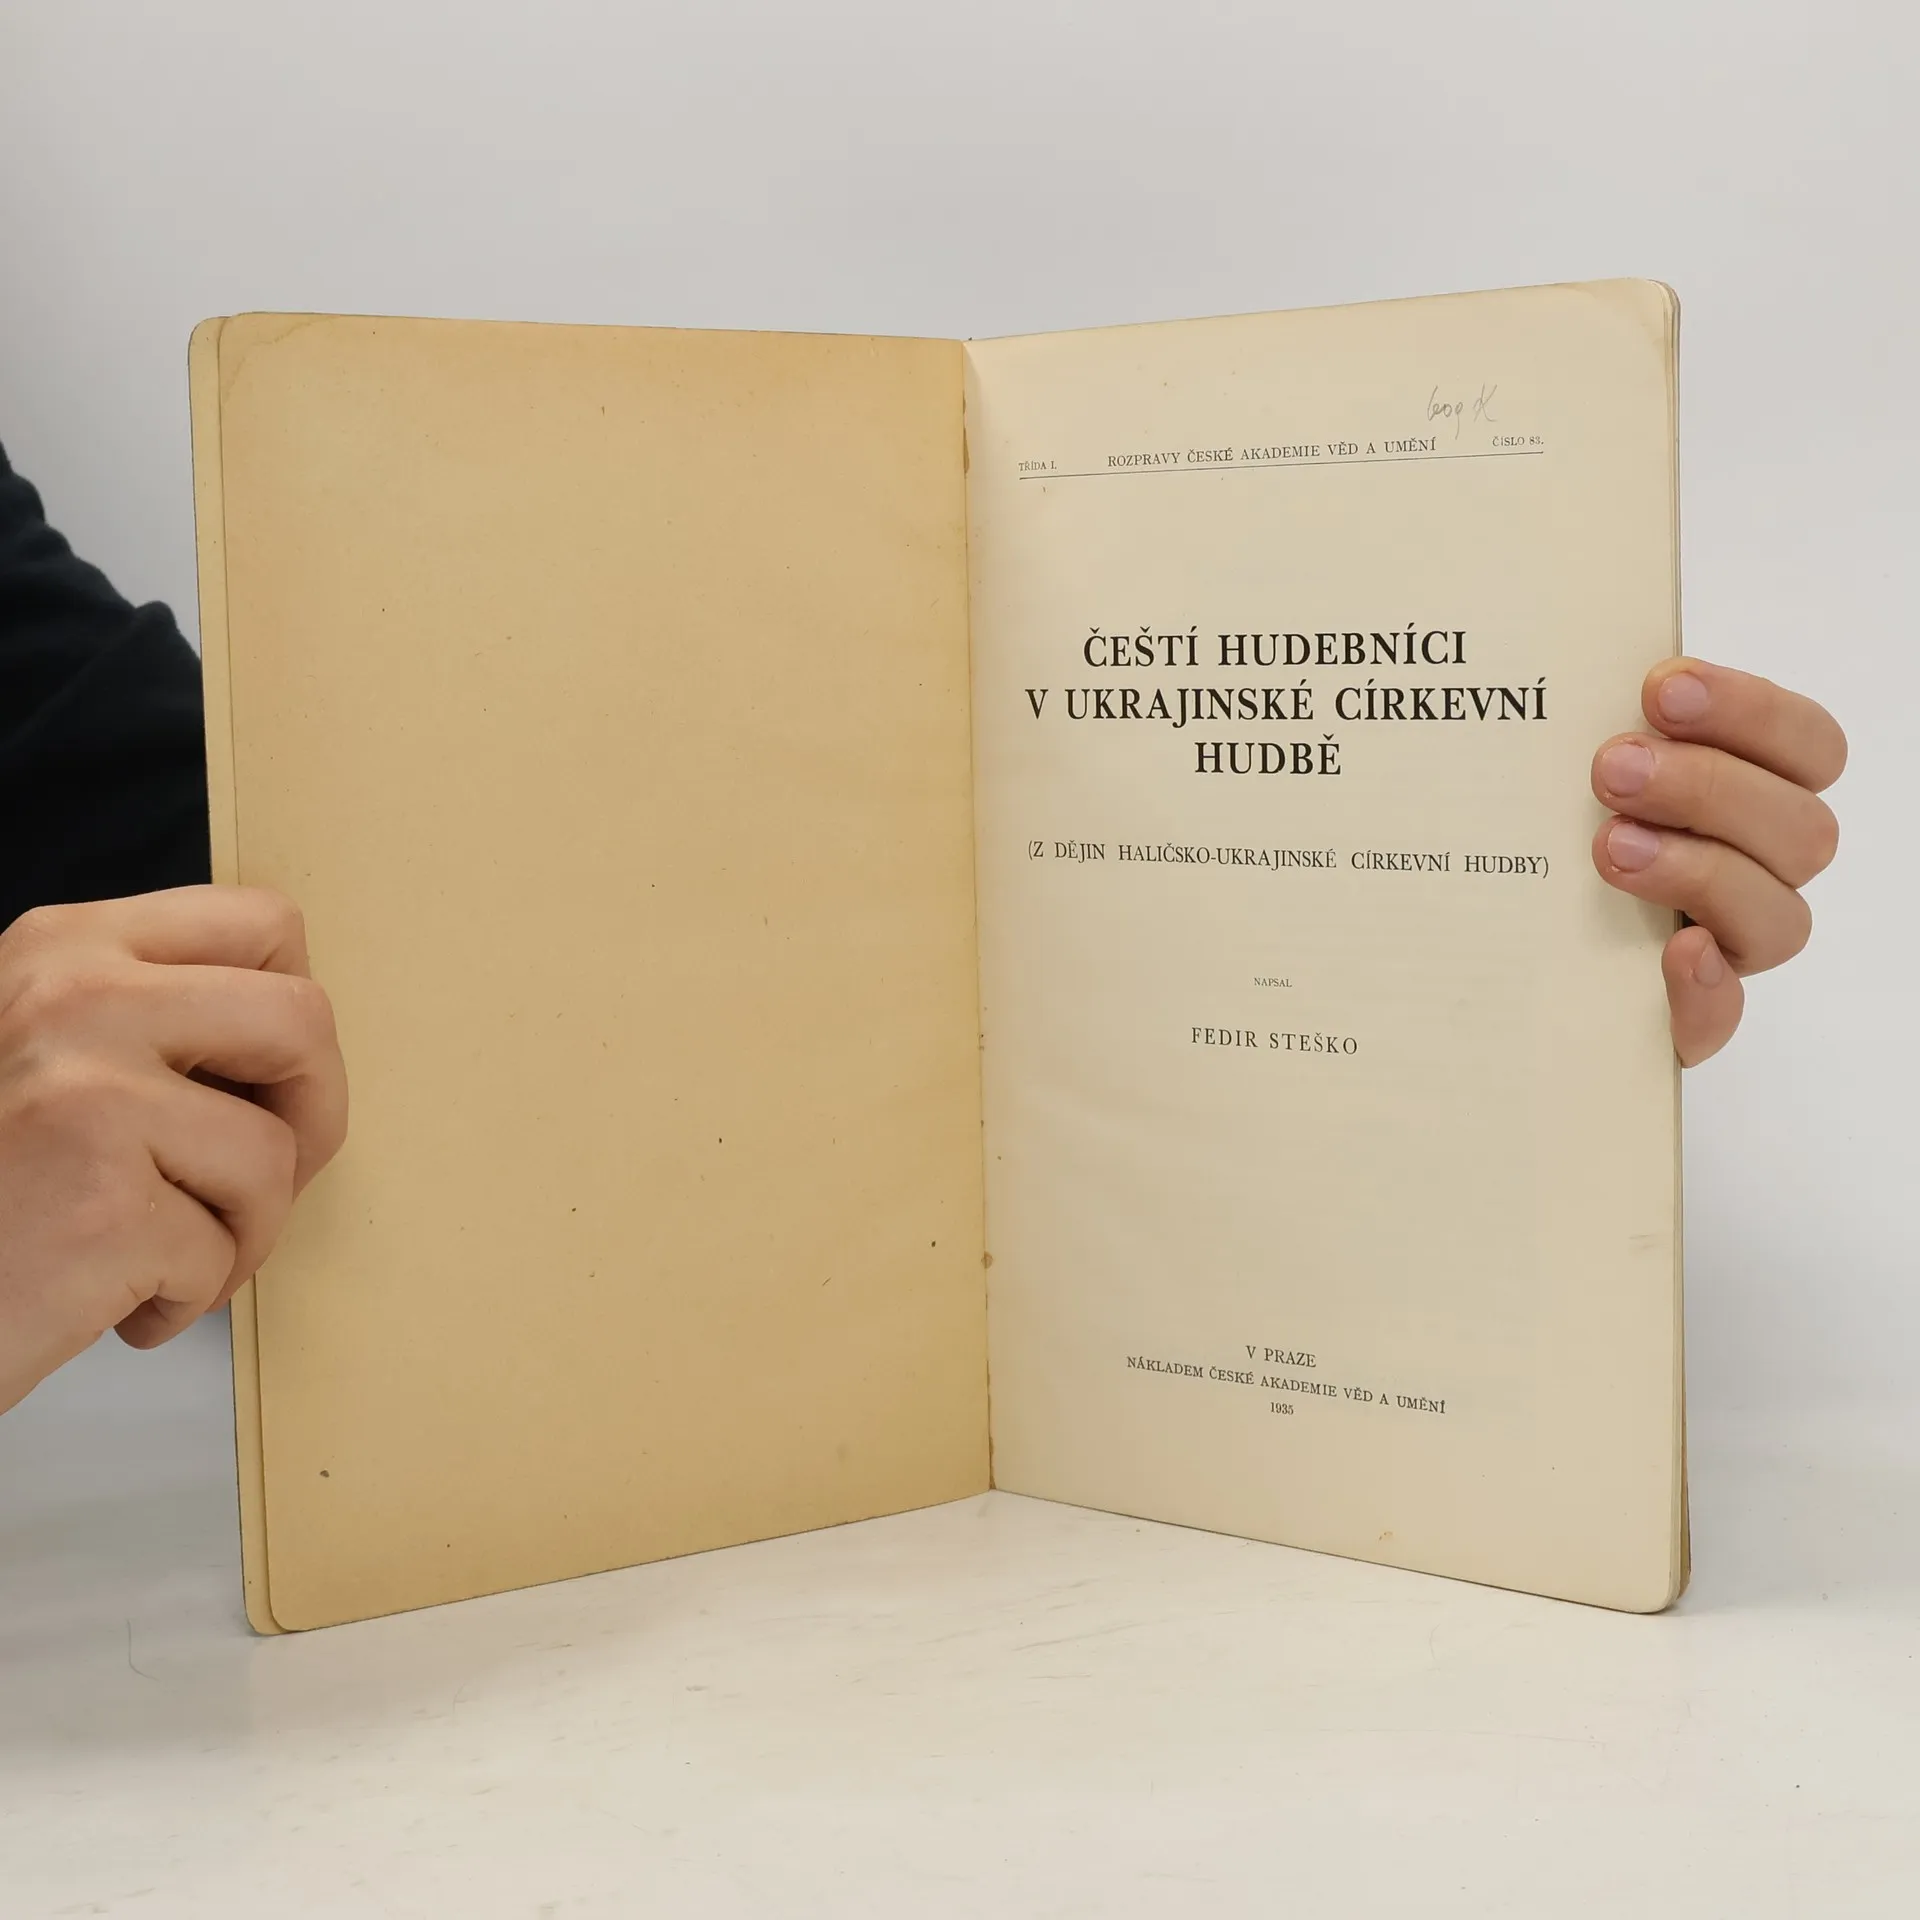 TŘÍDA I. ROZPRAVY ČESKÉ AKADEMIE VĚD A UMĚNÍ ČÍSLO 83.
ČEŠTÍ HUDEBNÍCI
V UKRAJINSKÉ CÍRKEVNÍ
HUDBĚ
(Z DĚJIN HALIČSKO-UKRAJINSKÉ CÍRKEVNÍ HUDBY)
NAPSAL
FEDIR STEŠKO
V PRAZE
NÁKLADEM ČESKÉ AKADEMIE VĚD A UMĚNÍ
1935